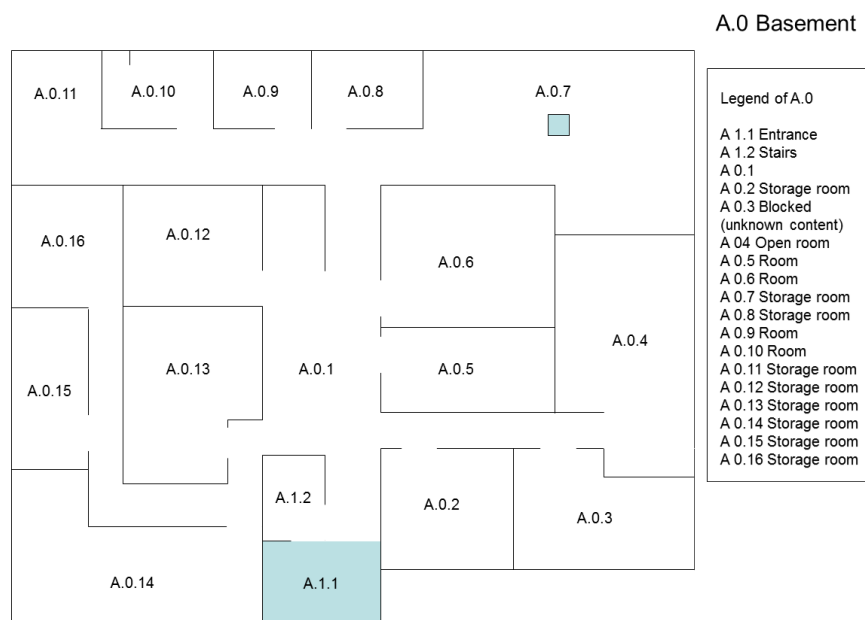 A.0 Basement
A.0.11
A.0.10
A.0.9
A.0.8
A.0.7
A.0.16
A.0.12
A.0.6
A.0.4
A.0.15
A.0.13
A.0.1
A.0.5
A.1.2
A.0.2
A.0.3
A.0.14
A.1.1
Legend of A.0
A 1.1 Entrance
A 1.2 Stairs
A 0.1
A 0.2 Storage room
A 0.3 Blocked
(unknown content)
A 04 Open room
A 0.5 Room
A 0.6 Room
A 0.7 Storage room
A 0.8 Storage room
A 0.9 Room
A 0.10 Room
A 0.11 Storage room
A 0.12 Storage room
A 0.13 Storage room
A 0.14 Storage room
A 0.15 Storage room
A 0.16 Storage room